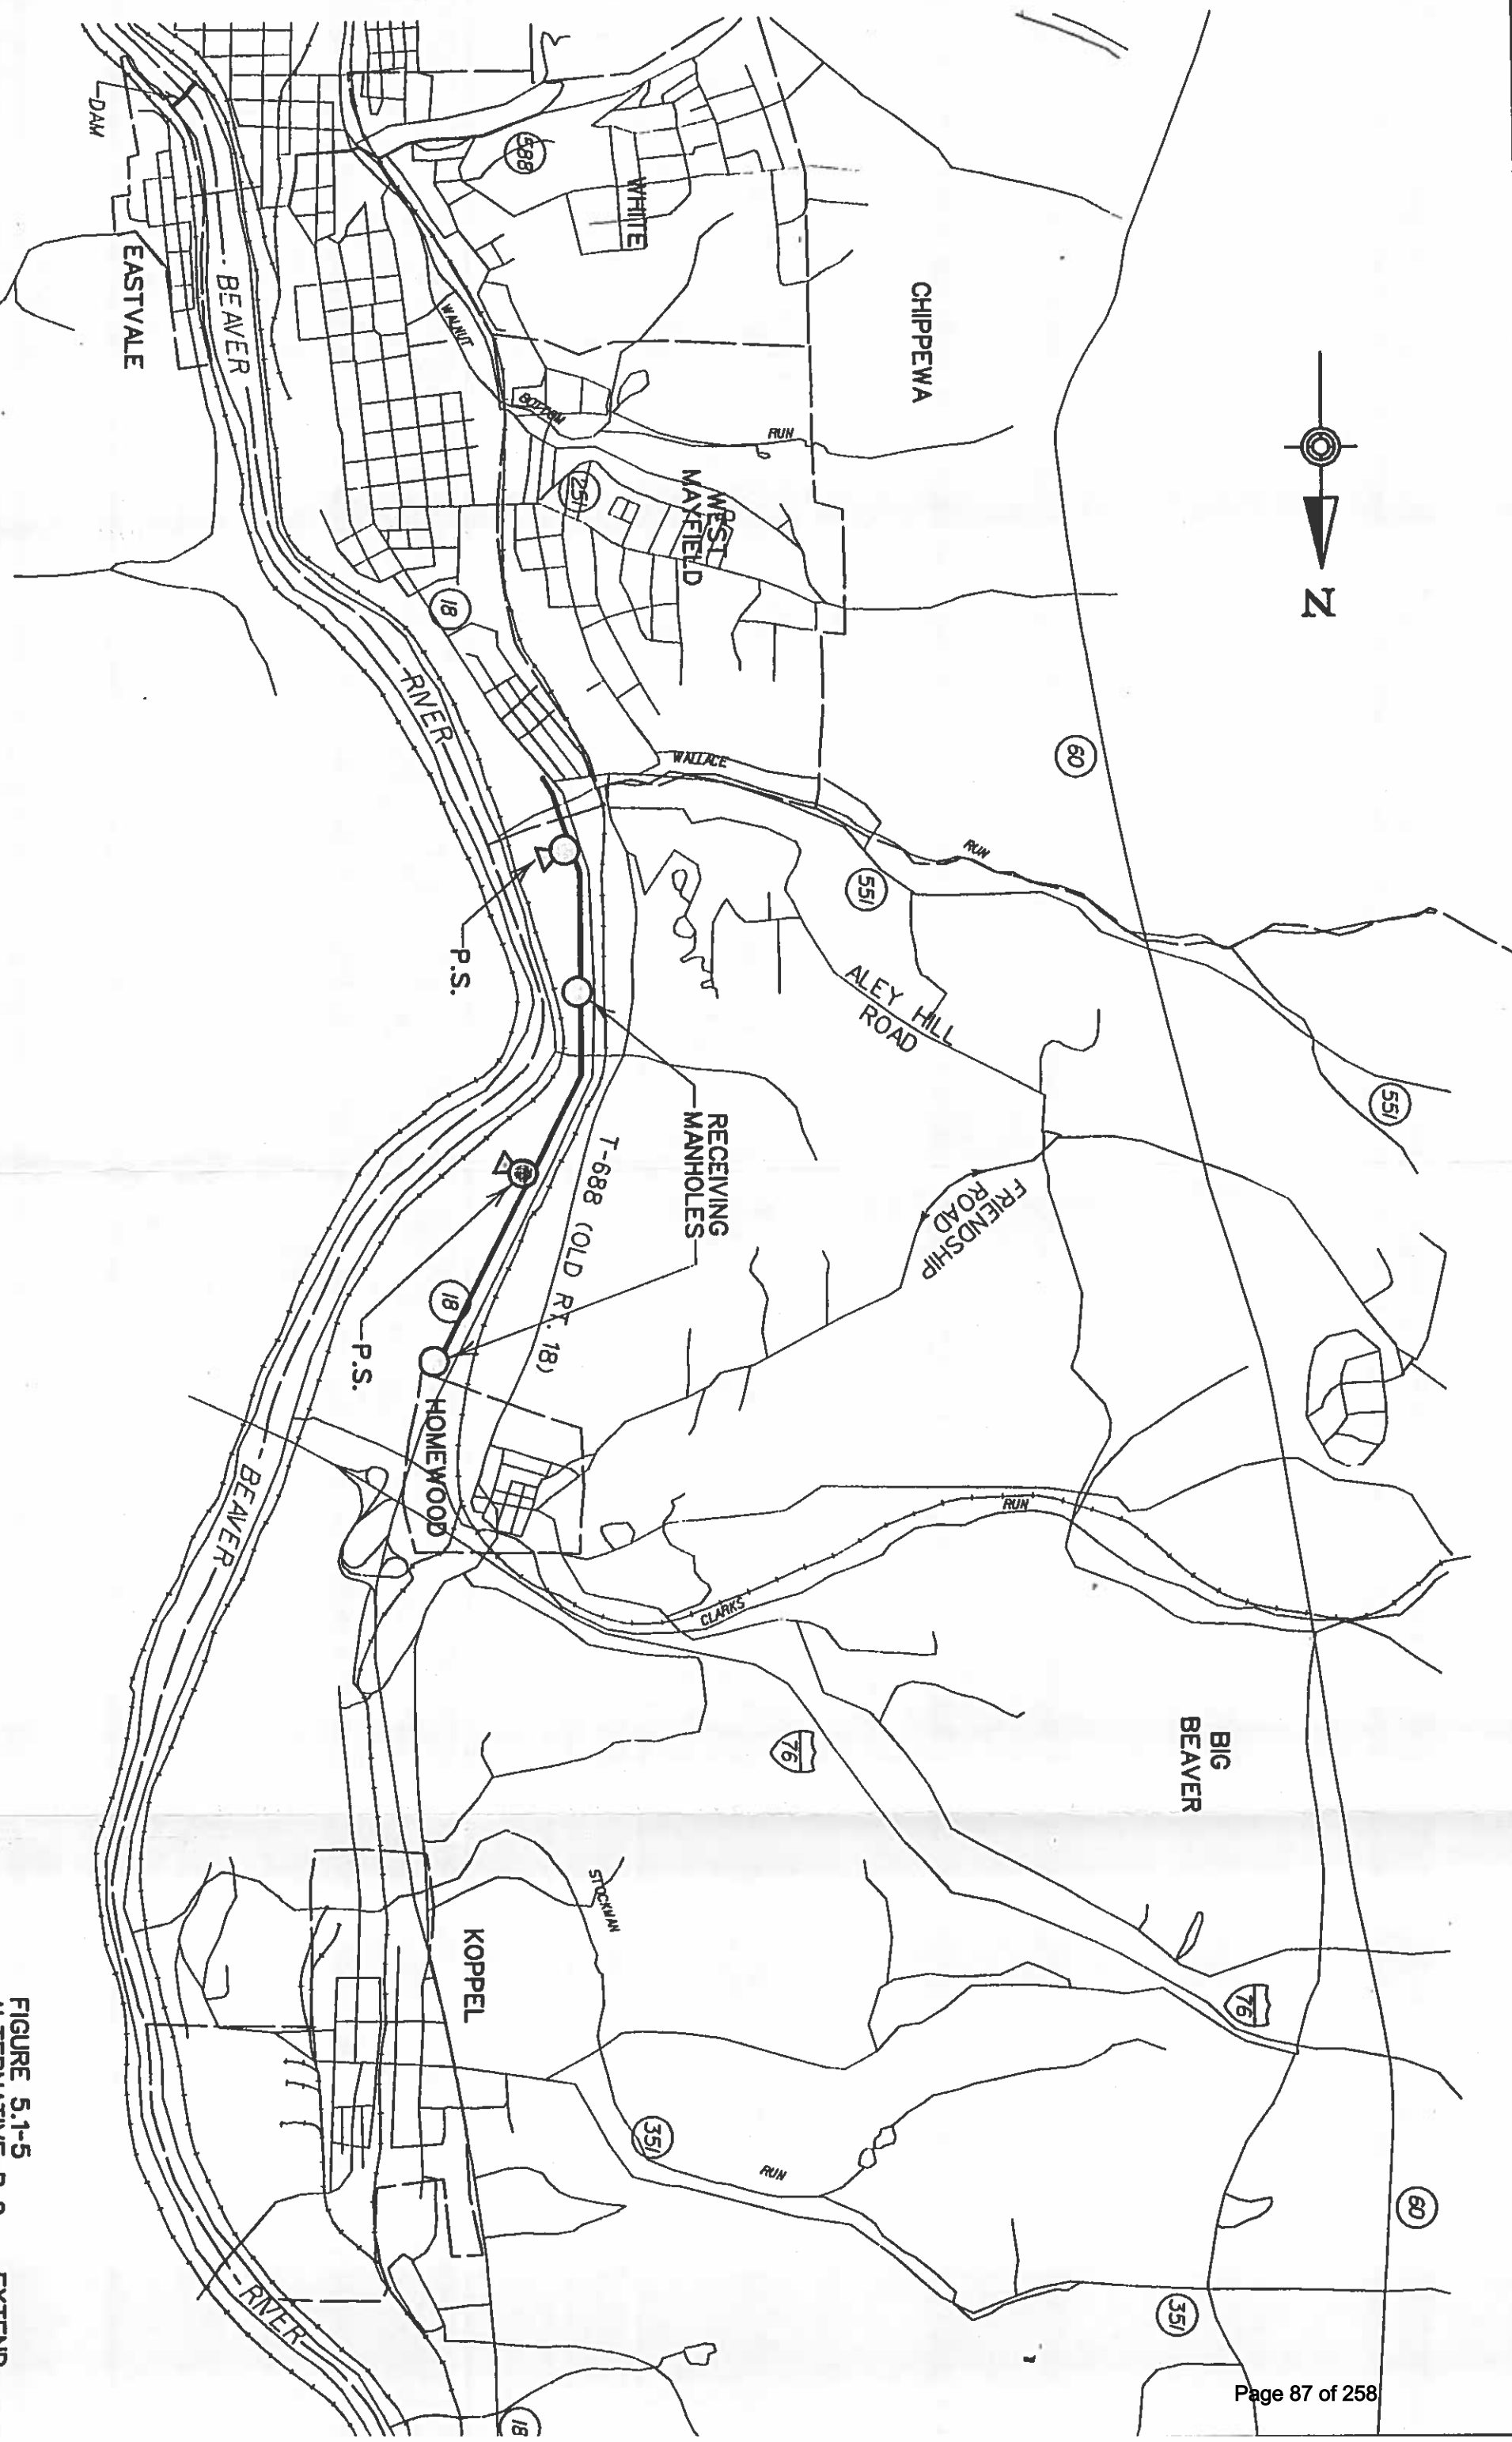 DAM
EASTVALE
BEAVER
588
WHITE
WALNUT
BOTTOM
RUN
CHIPPEWA
N
251
WEST
MAYFIELD
18
RIVER
60
WALLACE
RUN
551
P.S.
ALEY HILL
ROAD
551
RECEIVING
MANHOLES
T-688 (OLD RT. 18)
FRIENDSHIP
ROAD
18
P.S.
HOMEWOOD
BEAVER
RUN
CLARKS
76
BIG
BEAVER
STOCKMAN
KOPPEL
76
351
RUN
60
351
RIVER
18
FIGURE 5.1-5
Page 87 of 258